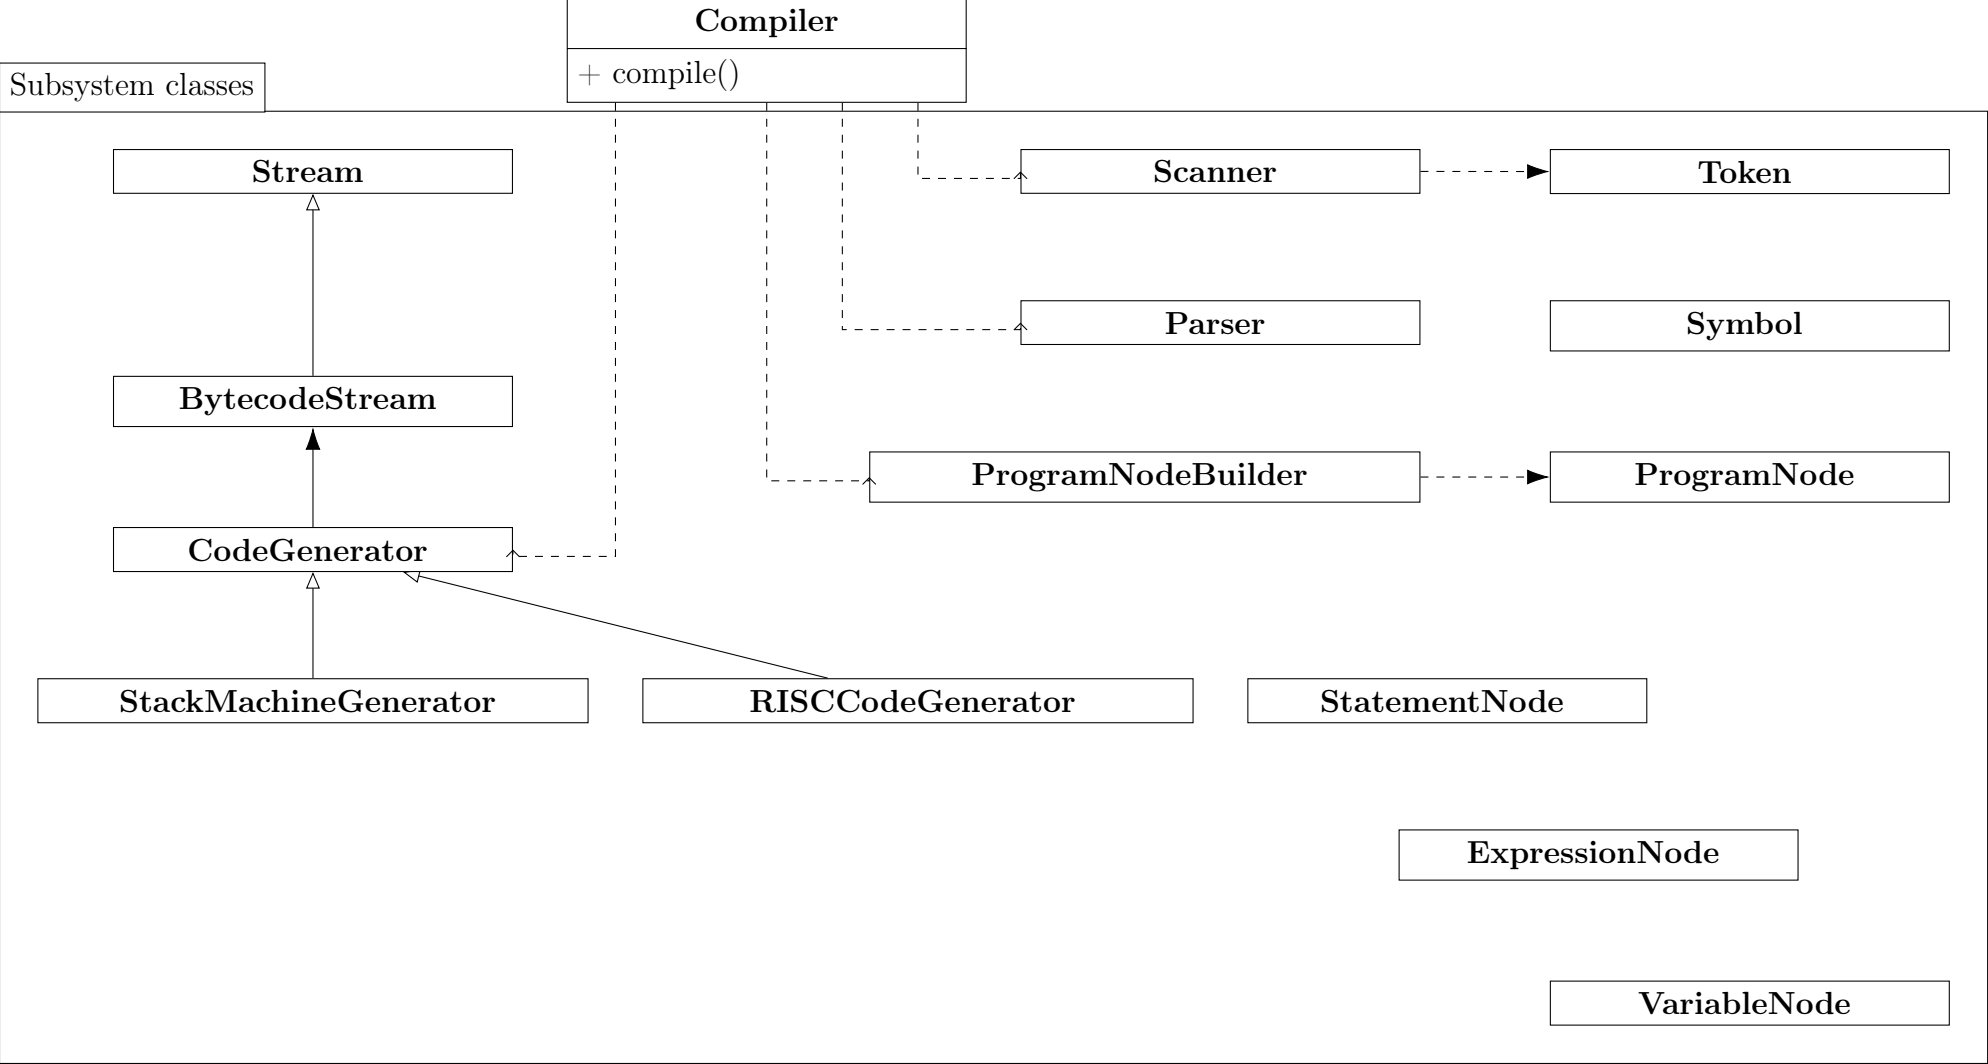 Compiler
+ compile()
Subsystem classes
Stream
Scanner
Token
Parser
Symbol
BytecodeStream
ProgramNodeBuilder
ProgramNode
CodeGenerator
StackMachineGenerator
RISCCodeGenerator
StatementNode
ExpressionNode
VariableNode